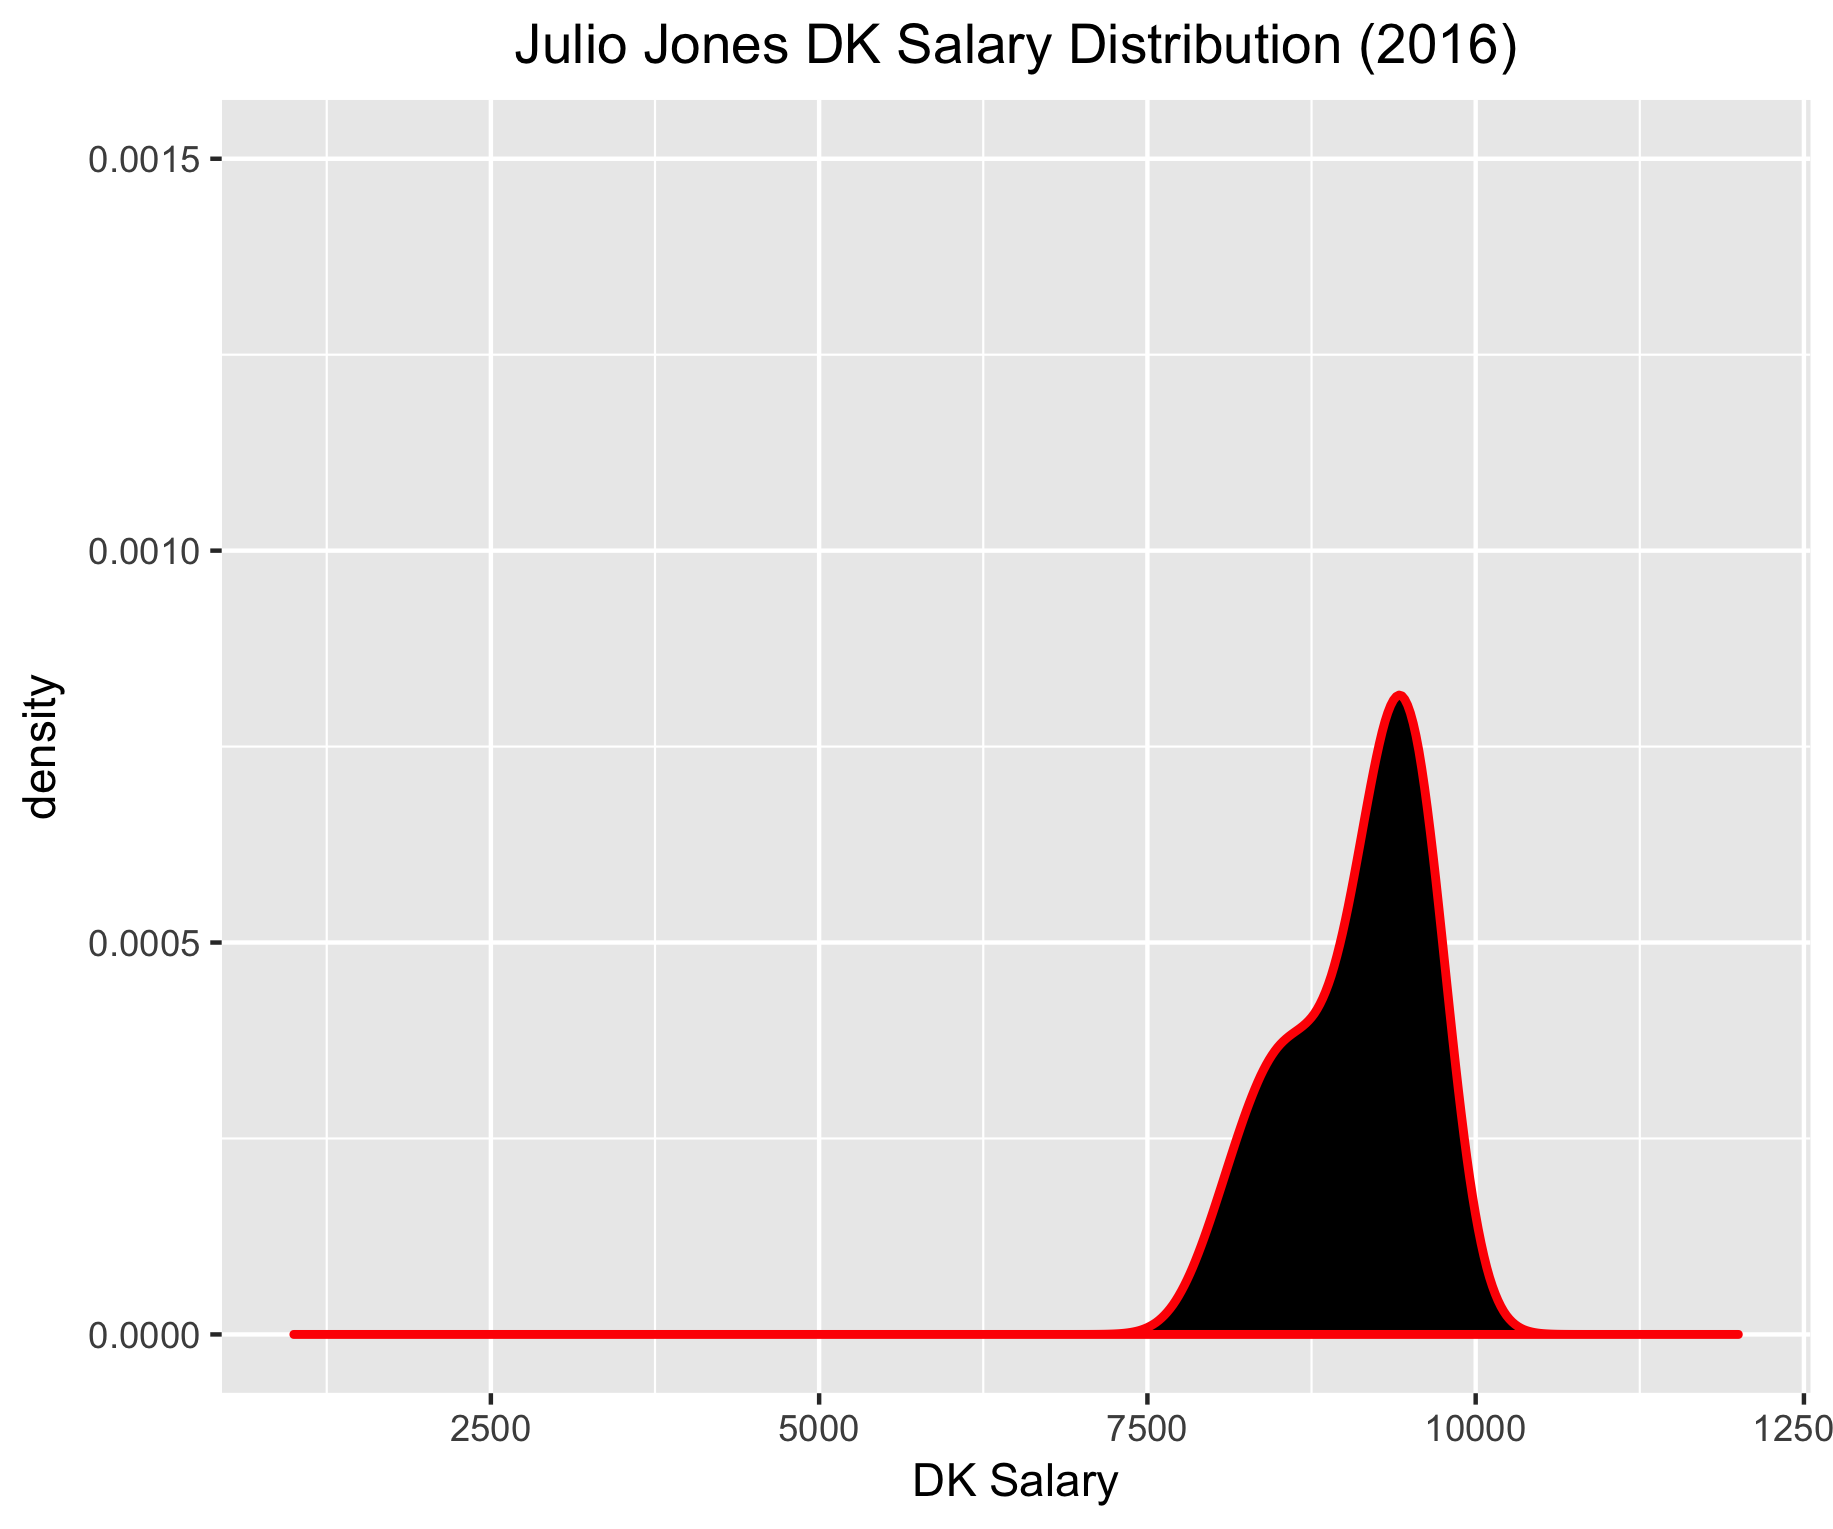 Julio Jones DK Salary Distribution (2016)
0.0015
0.0010
0.0005
0.0000
density
2500 5000 7500 10000 1250
DK Salary